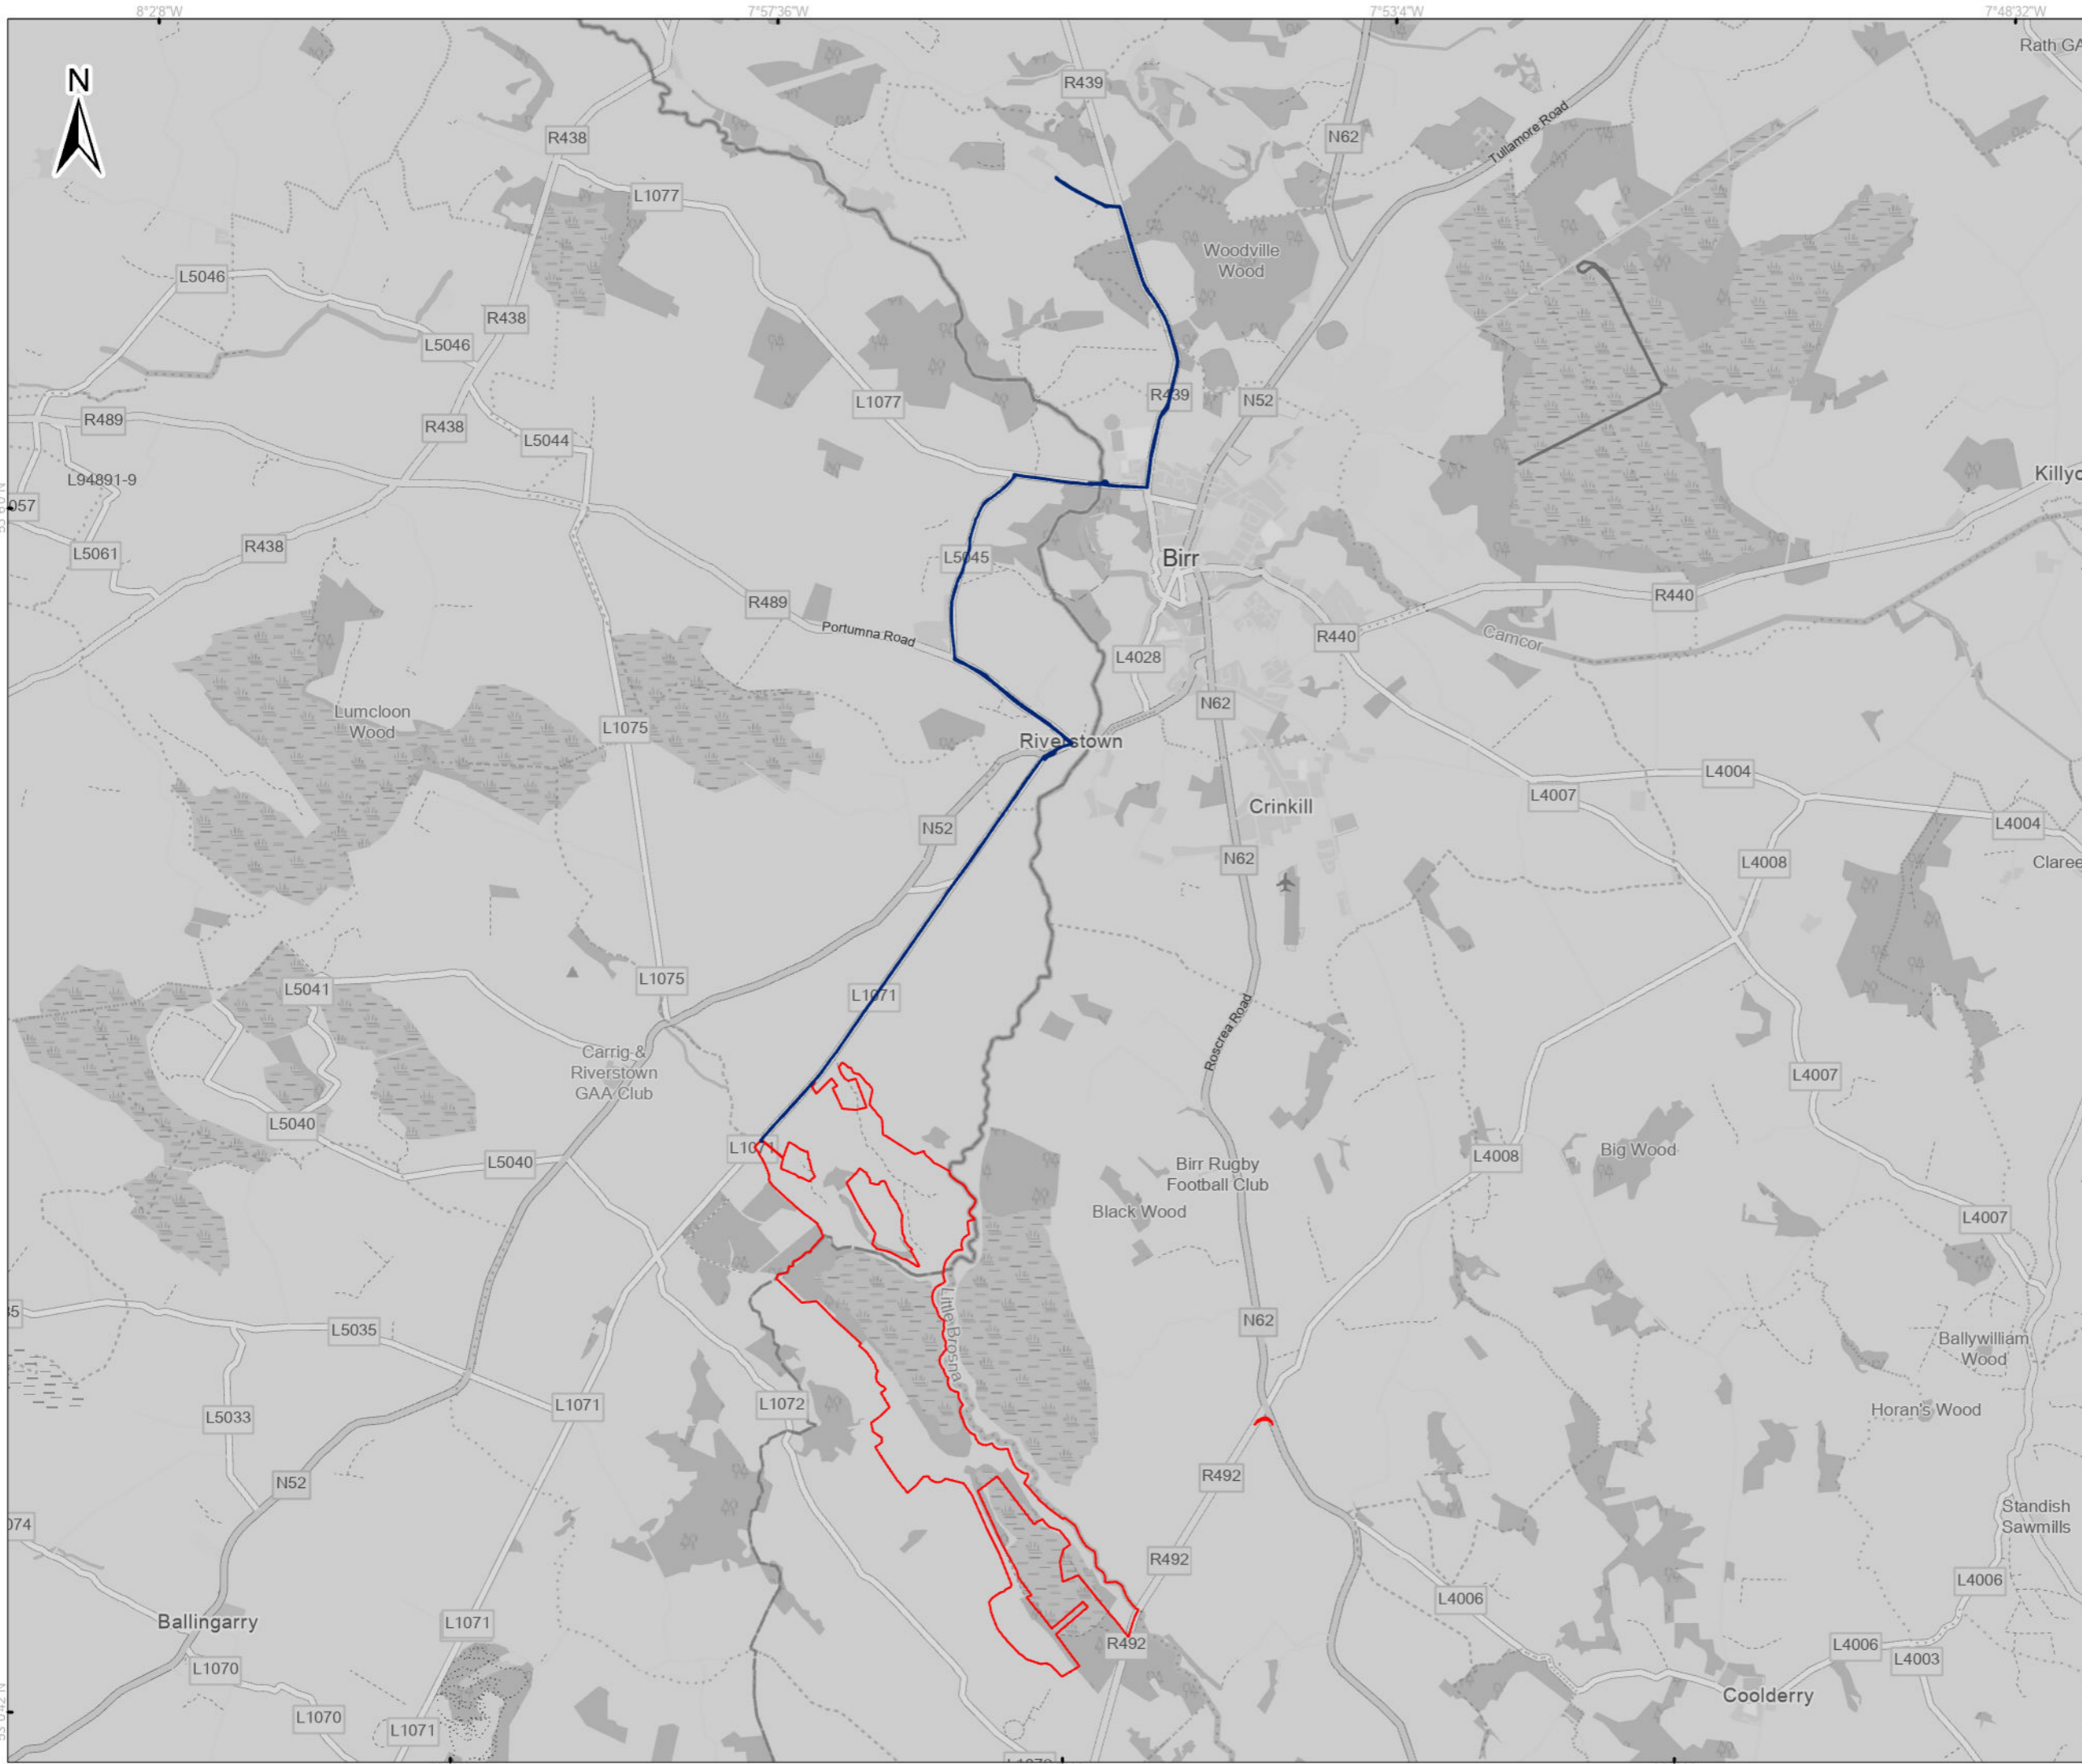 8°2'8"W
7°57'36"W
7°53'4"W
7°48'32"W
N
R439
R438
N62
Tullamore Road
L1077
Woodville
Wood
L5046
R438
L5046
L1077
R439
N52
R489
R438
L5044
L94891-9
057
L5061
R438
L5045
Birr
R489
Portumna Road
R440
R440
Camcor
L4028
Lumcloon
Wood
L1075
N62
Riverstown
L4004
L4007
Crinkill
N52
L4004
N62
L4008
L1075
L5041
L1071
Roscrea Road
Carrig &
Riverstown
GAA Club
L4007
L5040
L1071
L5040
Birr Rugby
Football Club
L4008
Big Wood
Black Wood
L4007
Little Brosna
N62
L5035
Ballywilliam
Wood
L5033
L1071
L1072
Horan's Wood
N52
R492
Standish
Sawmills
074
R492
L4006
L4006
Ballingarry
L1071
R492
L4006
L4003
L1070
Coolderry
L1070
L1071